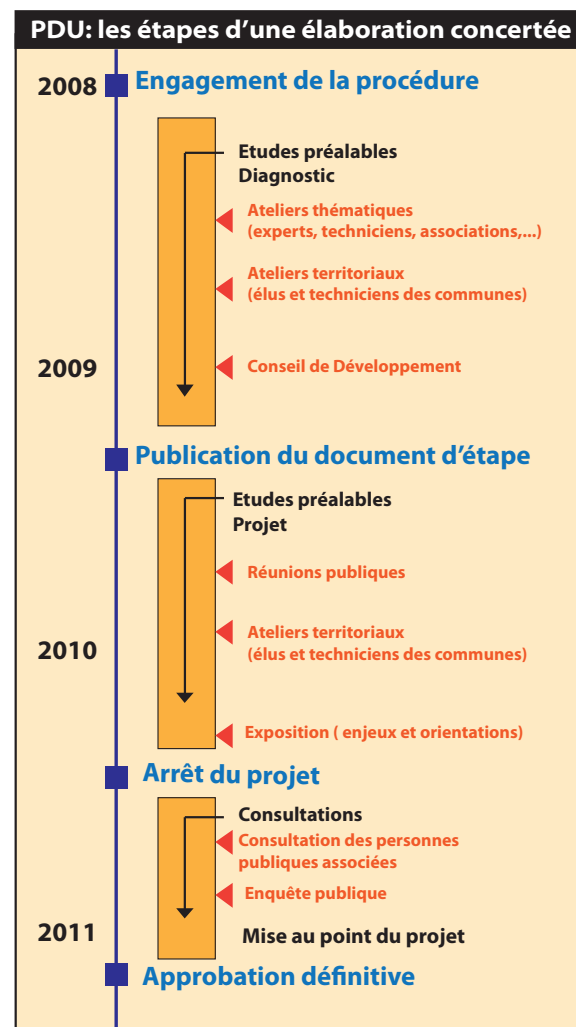 PDU: les étapes d'une élaboration concertée
2008
Engagement de la procédure
Etudes préalables
Diagnostic
Ateliers thématiques
(experts, techniciens, associations,...)
Ateliers territoriaux
(élus et techniciens des communes)
2009
Conseil de Développement
Publication du document d'étape
Etudes préalables
Projet
Réunions publiques
2010
Ateliers territoriaux
(élus et techniciens des communes)
Exposition ( enjeux et orientations)
Arrêt du projet
Consultations
Consultation des personnes
publiques associées
Enquête publique
2011
Mise au point du projet
Approbation définitive